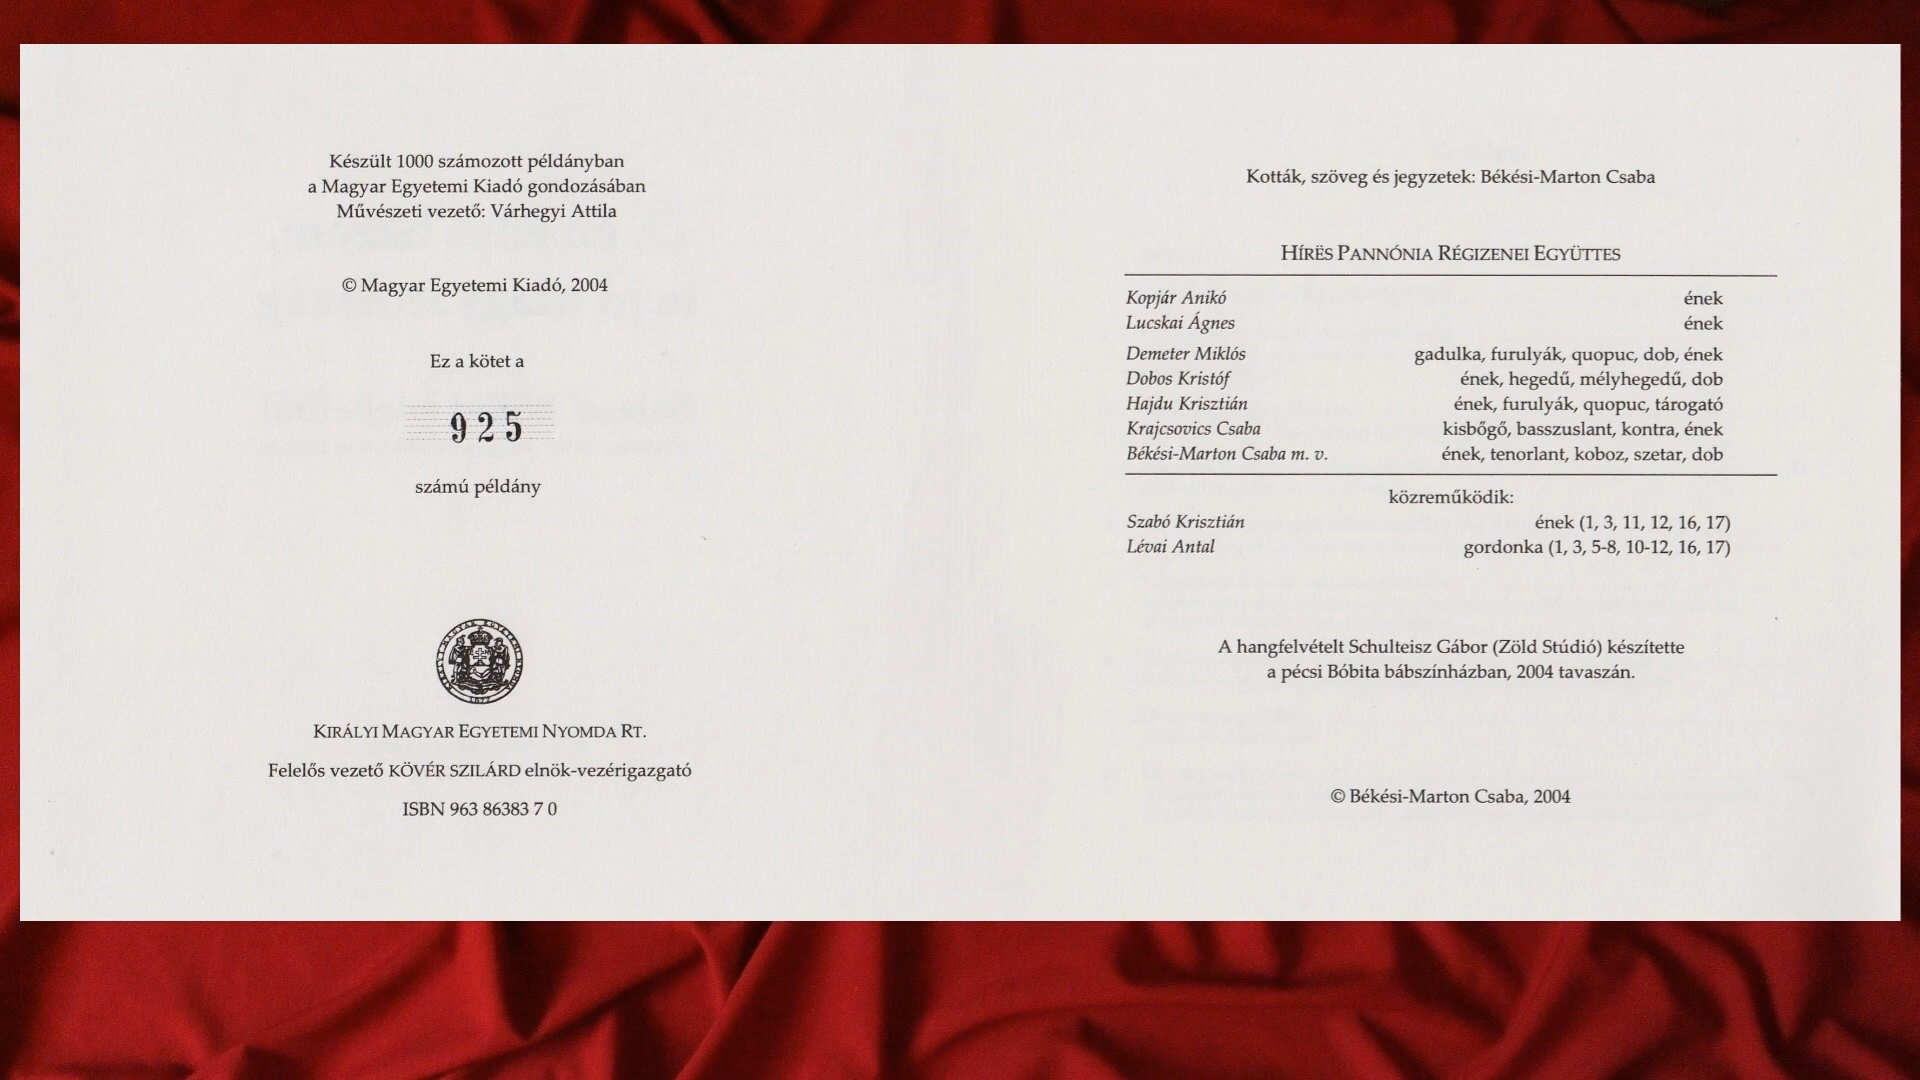 Készült 1000 számozott példányban
a Magyar Egyetemi Kiadó gondozásában
Művészeti vezető: Várhegyi Attila
© Magyar Egyetemi Kiadó, 2004
Ez a kötet a
925
számú példány
KIRÁLYI MAGYAR EGYETEMI NYOMDA
1577
KIRÁLYI MAGYAR EGYETEMI NYOMDA RT.
Felelős vezető KÖVÉR SZILÁRD elnök-vezérigazgató
ISBN 963 86383 7 0
Kották, szöveg és jegyzetek: Békési-Marton Csaba
HÍRËS PANNÓNIA RÉGIZENEI EGYÜTTES
Kopjár Anikó ének
Lucskai Ágnes ének
Demeter Miklós gadulka, furulyák, quopuc, dob, ének
Dobos Kristóf ének, hegedű, mélyhegedű, dob
Hajdu Krisztián ének, furulyák, quopuc, tárogató
Krajcsovics Csaba kisbőgő, basszuslant, kontra, ének
Békési-Marton Csaba m. v. ének, tenorlant, koboz, szetar, dob
közreműködik:
Szabó Krisztián ének (1, 3, 11, 12, 16, 17)
Lévai Antal gordonka (1, 3, 5-8, 10-12, 16, 17)
A hangfelvételt Schulteisz Gábor (Zöld Stúdió) készítette
a pécsi Bóbita bábszínházban, 2004 tavaszán.
© Békési-Marton Csaba, 2004